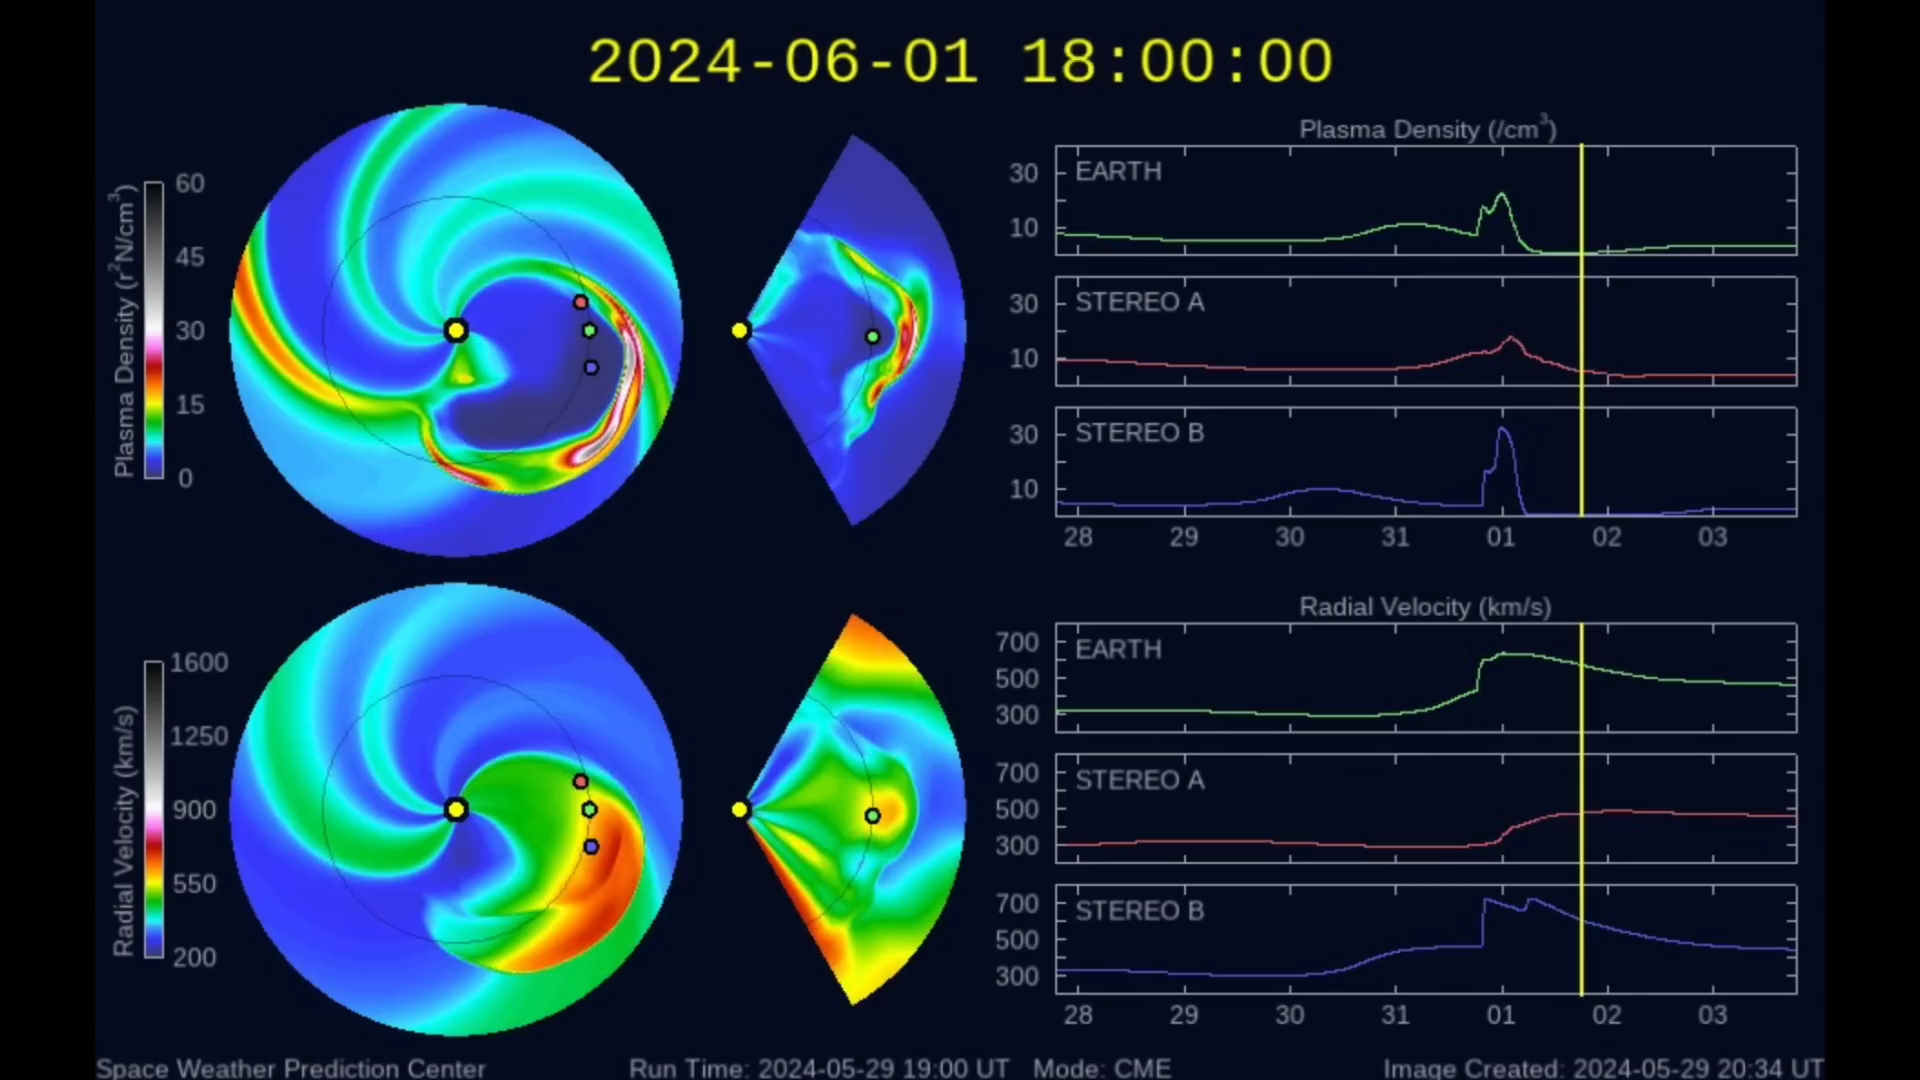 2024-06-01 18:00:00
Plasma Density (r²N/cm³)
60
45
30
15
0
Plasma Density (/cm³)
30
10
EARTH
30
10
STEREO A
30
10
STEREO B
28 29 30 31 01 02 03
Radial Velocity (km/s)
1600
1250
900
550
200
Radial Velocity (km/s)
700
500
300
EARTH
700
500
300
STEREO A
700
500
300
STEREO B
28 29 30 31 01 02 03
Space Weather Prediction Center Run Time: 2024-05-29 19:00 UT Mode: CME Image Created: 2024-05-29 20:34 UT